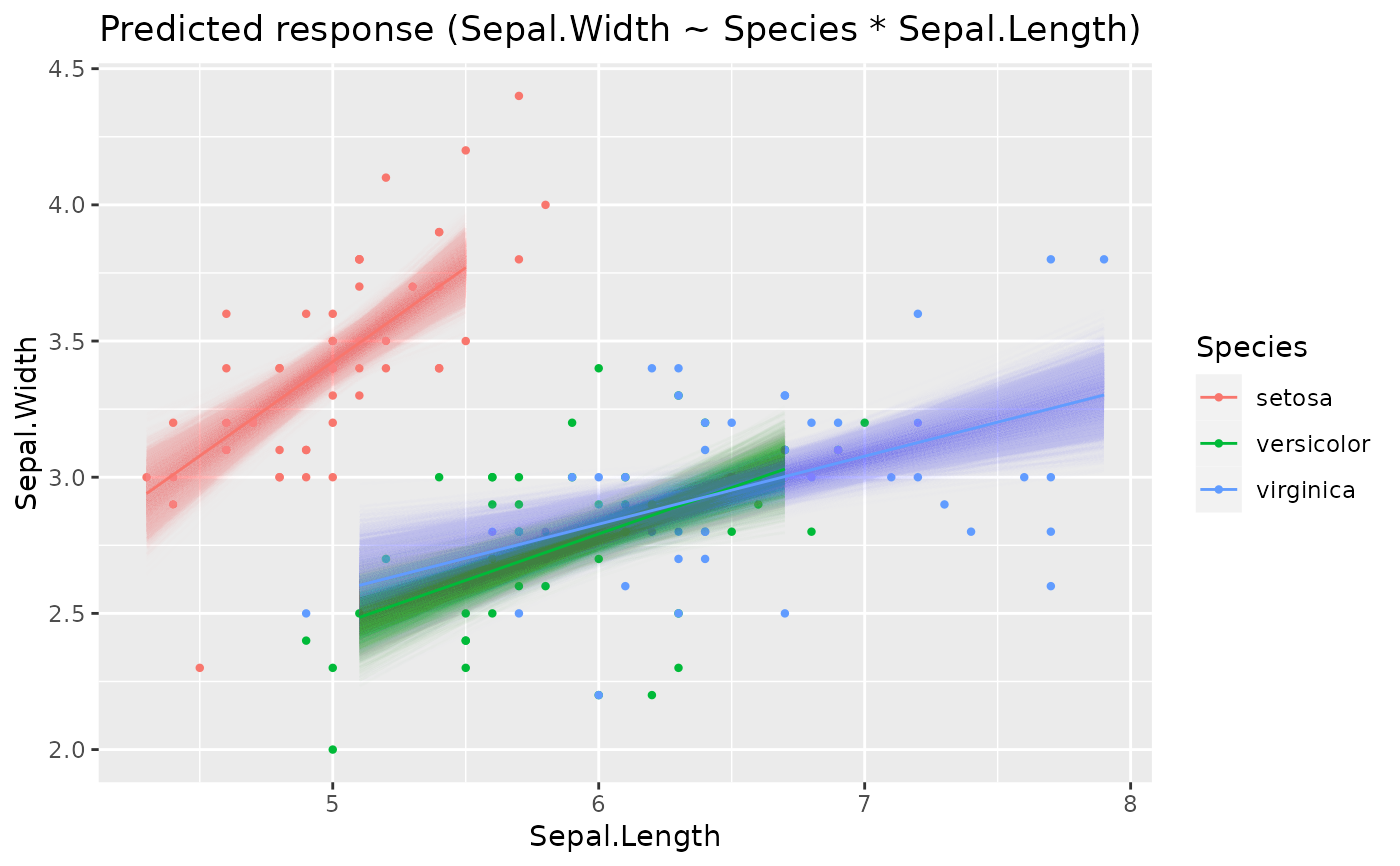 Predicted response (Sepal.Width ~ Species * Sepal.Length)
4.5
4.0
3.5
3.0
2.5
2.0
Sepal.Width
5 6 7 8
Sepal.Length
Species
setosa
versicolor
virginica